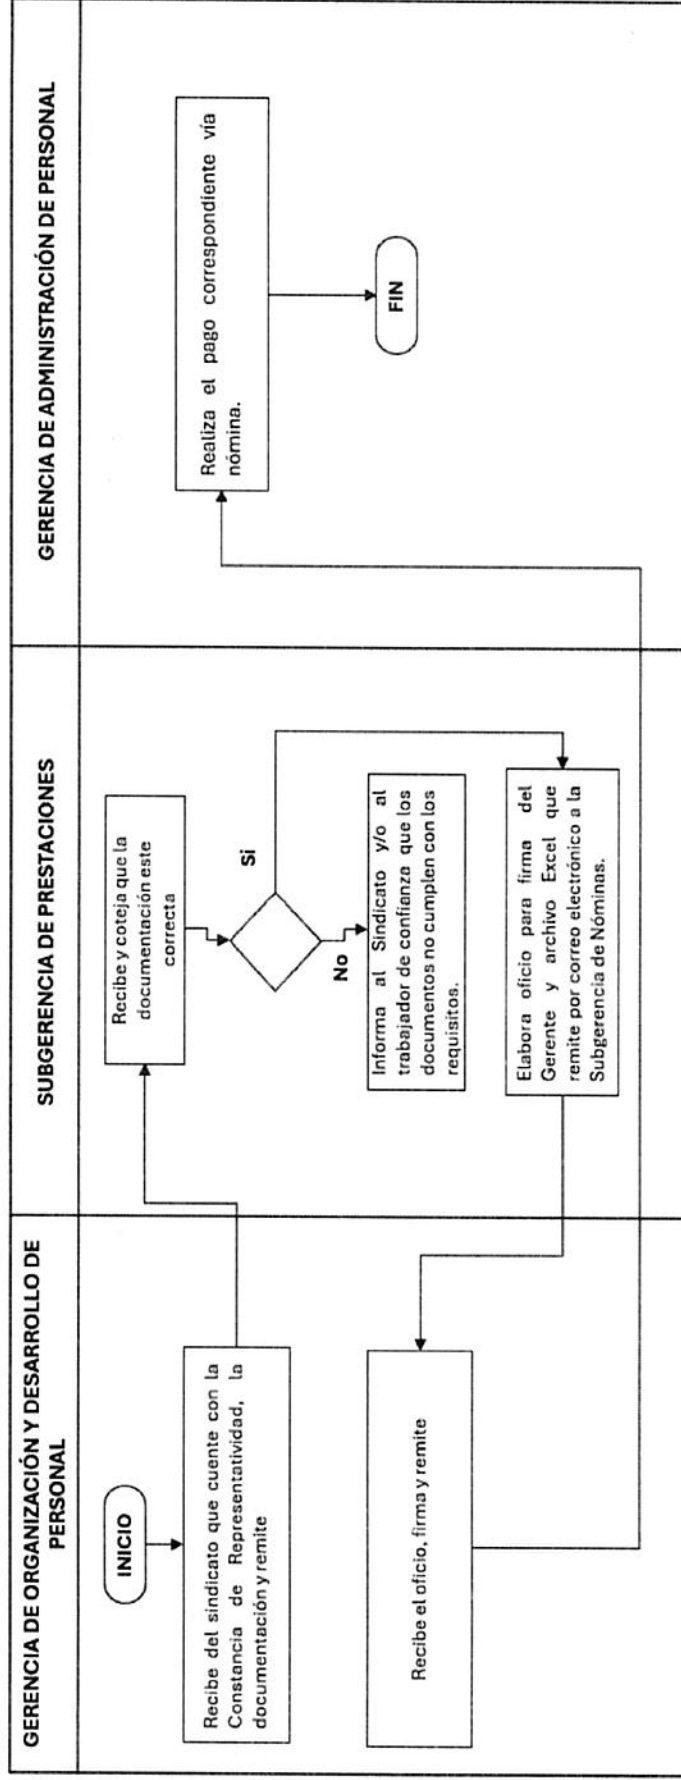 GERENCIA DE ORGANIZACIÓN Y DESARROLLO DE
PERSONAL
SUBGERENCIA DE PRESTACIONES
GERENCIA DE ADMINISTRACIÓN DE PERSONAL
INICIO
Recibe del sindicato que cuente con la
Constancia de Representatividad, la
documentación y remite
Recibe y coteja que la
documentación este
correcta
Si
No
Informa al Sindicato y/o al
trabajador de confianza que los
documentos no cumplen con los
requisitos.
Elabora oficio para firma del
Gerente y archivo Excel que
remite por correo electrónico a la
Subgerencia de Nóminas.
Recibe el oficio, firma y remite
Realiza el pago correspondiente vía
nómina.
FIN